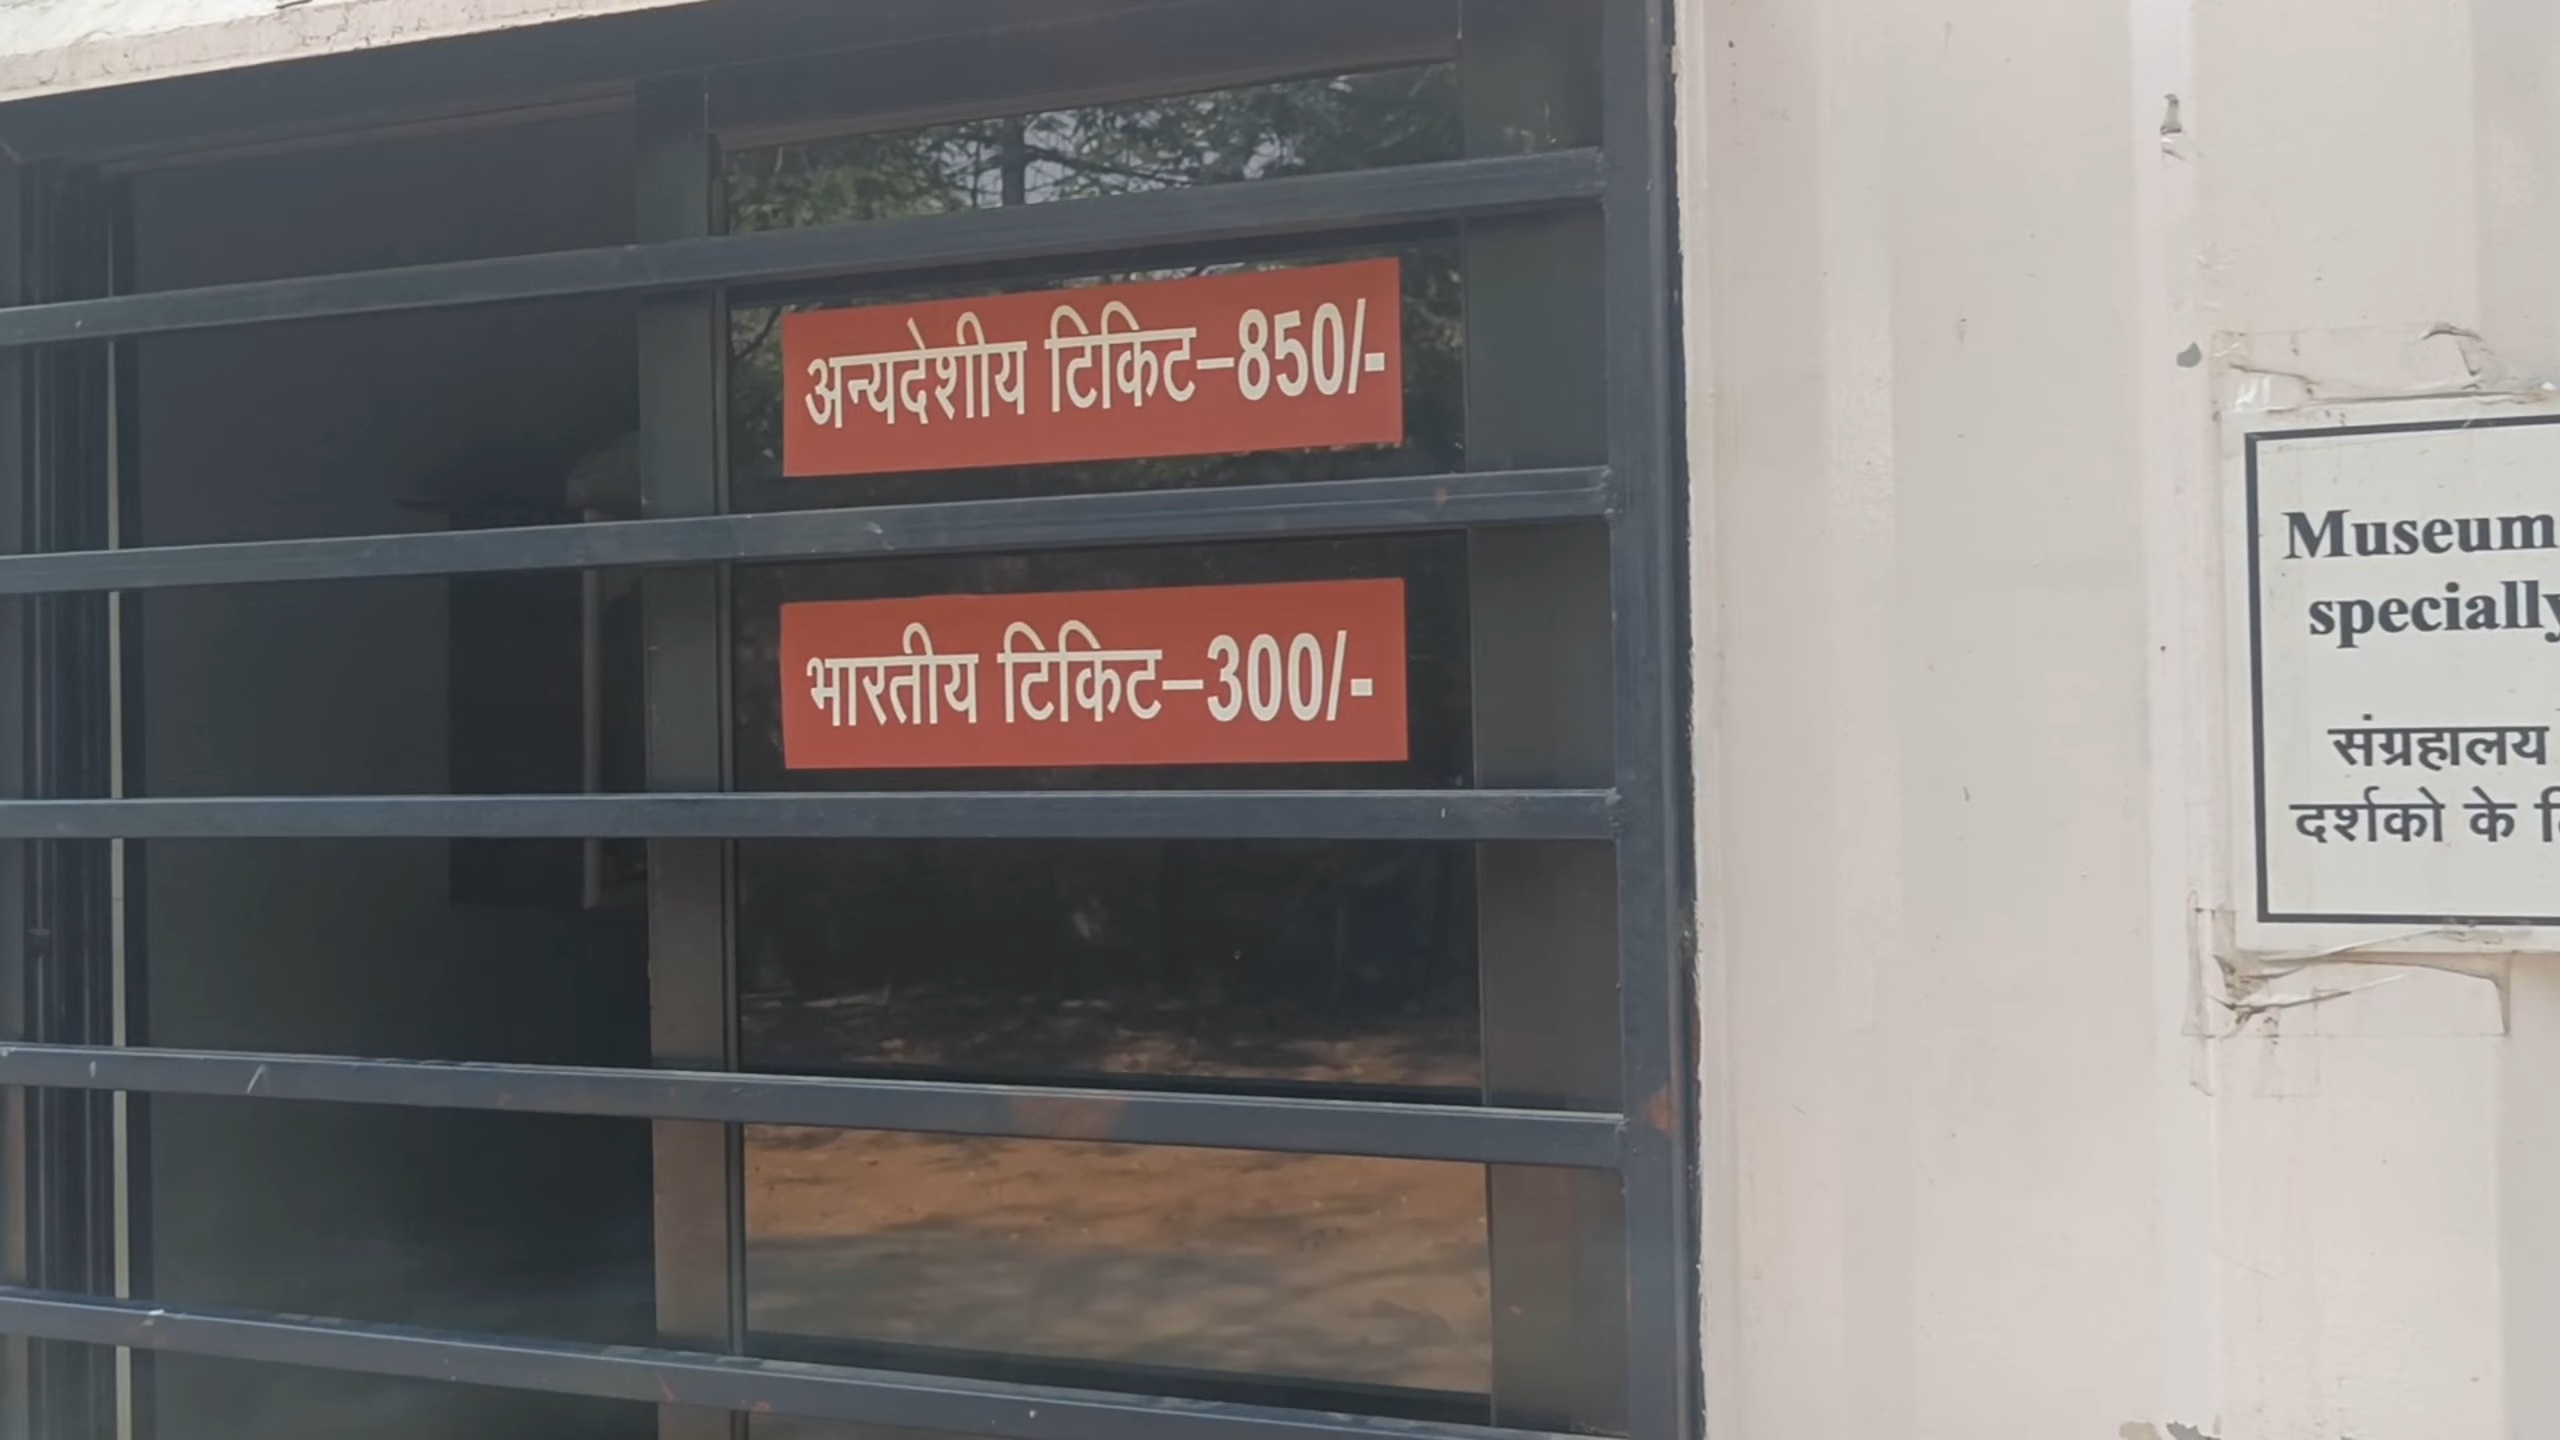 अन्यदेशीय टिकिट–850/-
भारतीय टिकिट–300/-
Museum
specially
संग्रहालय
दर्शको के